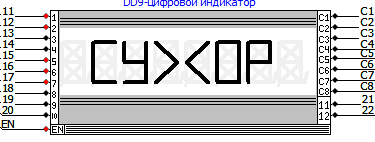 DD9-Цифровой индикатор
11 1 C1 C1
12 2 C2 C2
13 3 C3 C3
14 4 C4 C4
15 5 C5 C5
16 6 C6 C6
17 7 C7 C7
18 8 C8 C8
СУ><ОР
19 9 11 21
20 10 12 22
EN EN